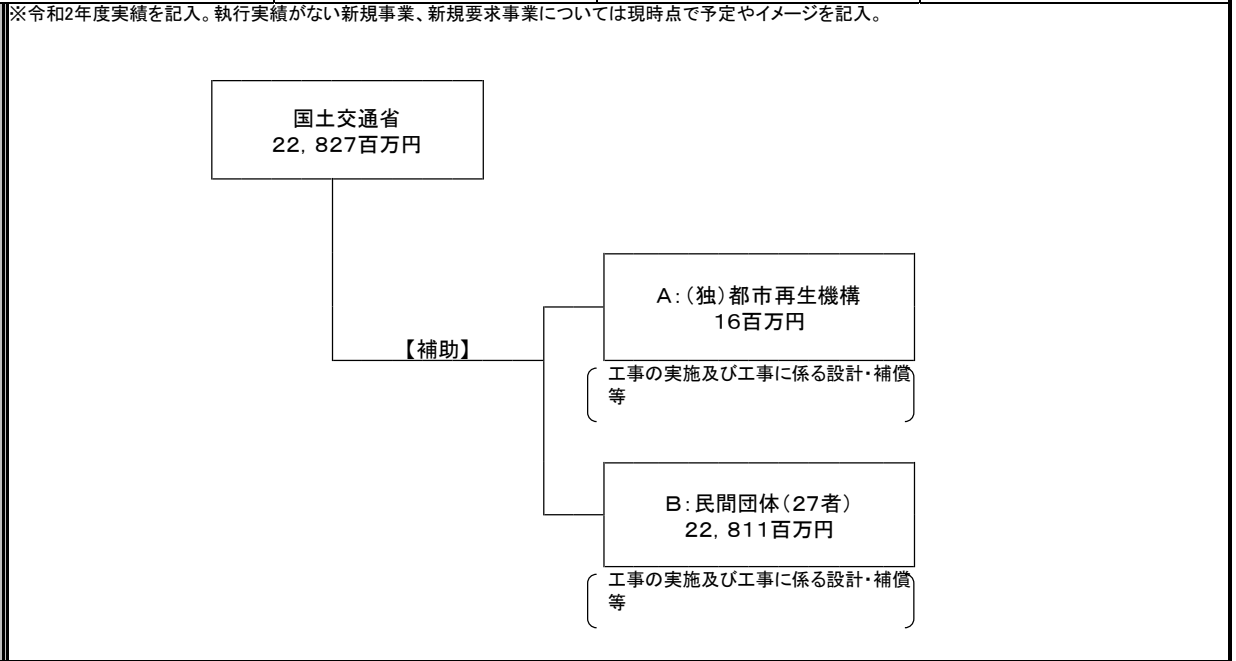 ※令和2年度実績を記入。執行実績がない新規事業、新規要求事業については現時点で予定やイメージを記入。
国土交通省
22，827百万円
【補助】
A：（独）都市再生機構
16百万円
工事の実施及び工事に係る設計・補償
等
B：民間団体（27者）
22，811百万円
工事の実施及び工事に係る設計・補償
等